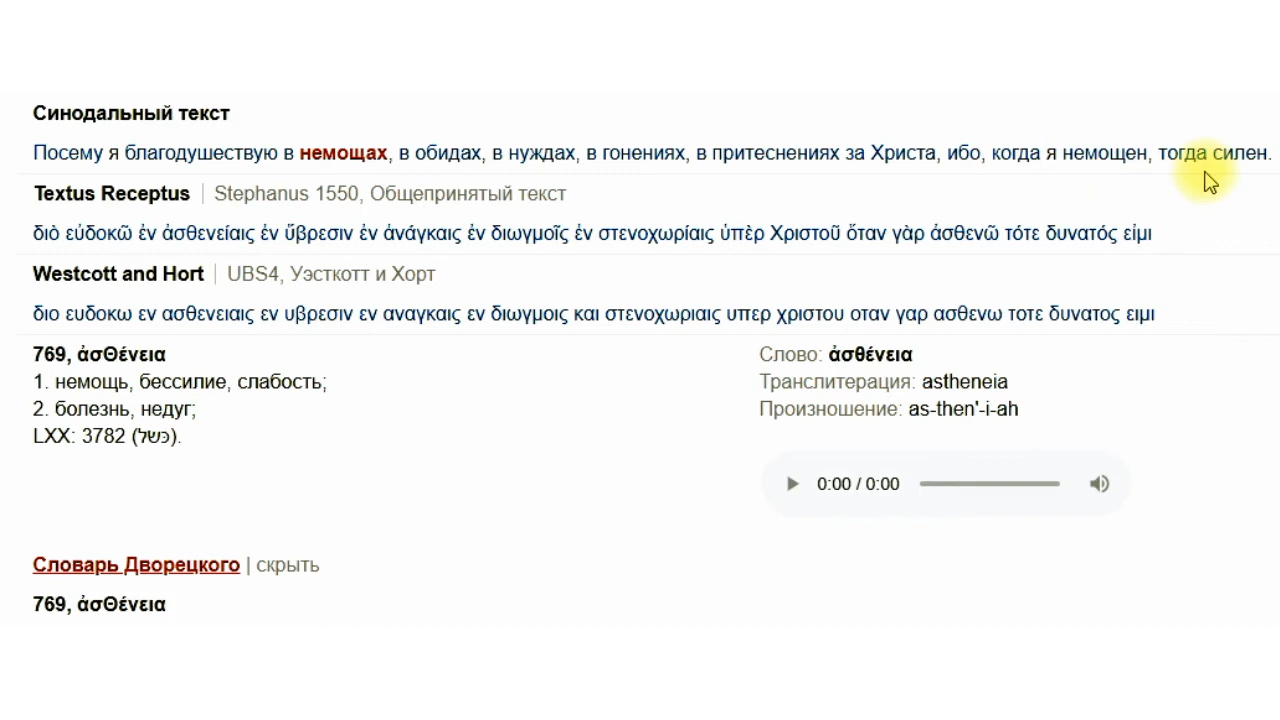 Синодальный текст
Посему я благодушествую в немощах, в обидах, в нуждах, в гонениях, в притеснениях за Христа, ибо, когда я немощен, тогда силен.
Textus Receptus | Stephanus 1550, Общепринятый текст
διὸ εὐδοκῶ ἐν ἀσθενείαις ἐν ὕβρεσιν ἐν ἀνάγκαις ἐν διωγμοῖς ἐν στενοχωρίαις ὑπὲρ Χριστοῦ ὅταν γὰρ ἀσθενῶ τότε δυνατός εἰμι
Westcott and Hort | UBS4, Уэсткотт и Хорт
διο ευδοκω εν ασθενειαις εν υβρεσιν εν αναγκαις εν διωγμοις και στενοχωριαις υπερ χριστου οταν γαρ ασθενω τοτε δυνατος ειμι
769, ἀσΘένεια
1. немощь, бессилие, слабость;
2. болезнь, недуг;
LXX: 3782 (כּשׁל).
Слово: ἀσθένεια
Транслитерация: astheneia
Произношение: as-then'-i-ah
0:00 / 0:00
Словарь Дворецкого | скрыть
769, ἀσΘένεια